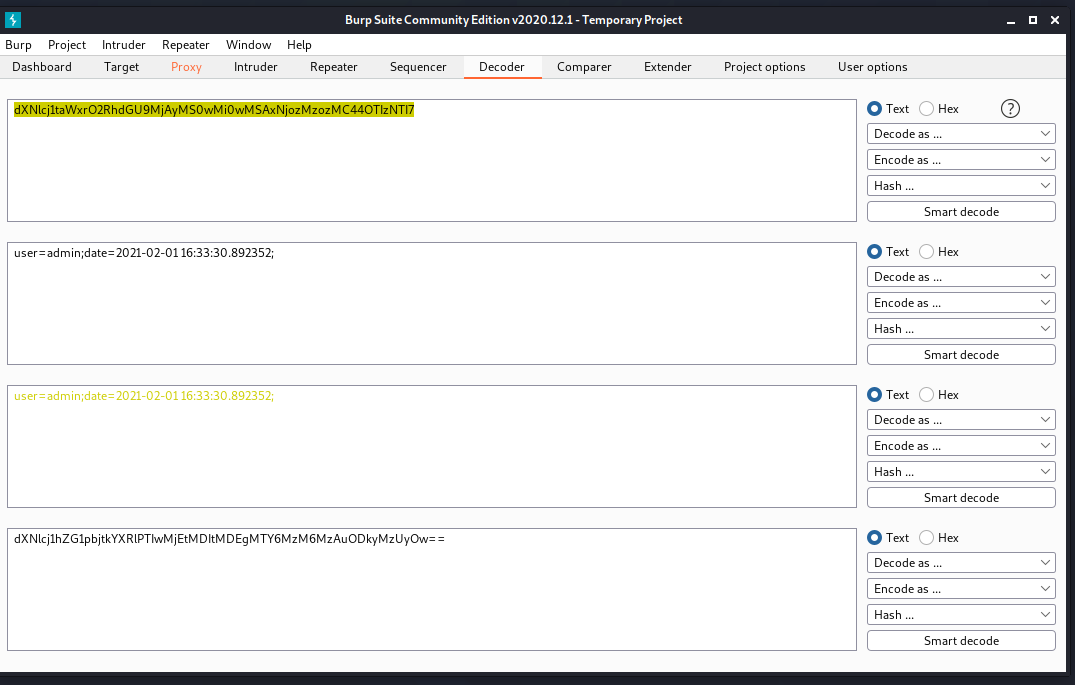 Burp Suite Community Edition v2020.12.1 - Temporary Project
Burp Project Intruder Repeater Window Help
Dashboard Target Proxy Intruder Repeater Sequencer Decoder Comparer Extender Project options User options
dXNlcj1taWxrO2RhdGU9MjAyMS0wMi0wMSAxNjozMzozMC44OTIzNTI7
Text Hex ?
Decode as ...
Encode as ...
Hash ...
Smart decode
user=admin;date=2021-02-01 16:33:30.892352;
Text Hex
Decode as ...
Encode as ...
Hash ...
Smart decode
user=admin;date=2021-02-01 16:33:30.892352;
Text Hex
Decode as ...
Encode as ...
Hash ...
Smart decode
dXNlcj1hZG1pbjtkYXRlPTIwMjEtMDItMDEgMTY6MzM6MzAuODkyMzUyOw==
Text Hex
Decode as ...
Encode as ...
Hash ...
Smart decode